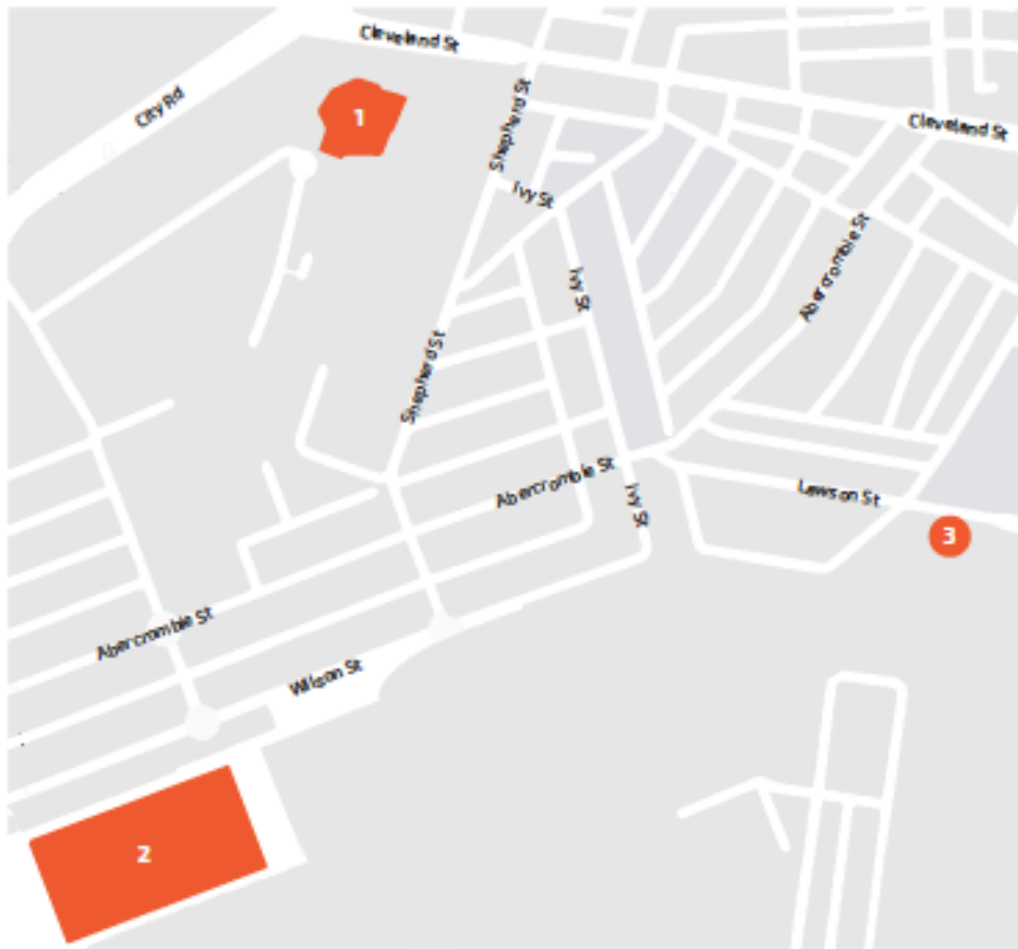 Cleveland St
City Rd
1
Shepherd St
Cleveland St
Ivy St
Abercrombie St
Ivy St
Shepherd St
Abercrombie St
Lawson St
Ivy St
3
Abercrombie St
Wilson St
2